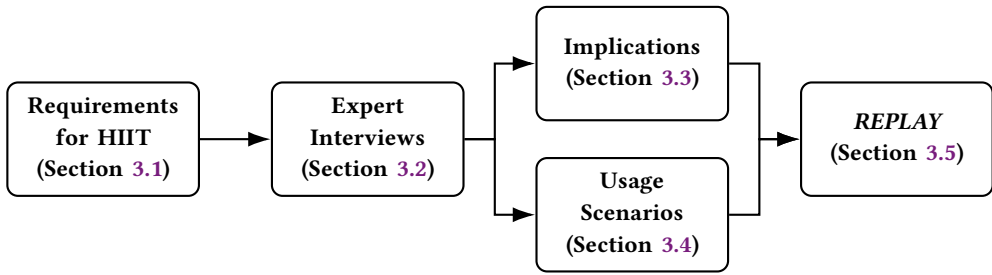 Requirements
for HIIT
(Section 3.1)
Expert
Interviews
(Section 3.2)
Implications
(Section 3.3)
Usage
Scenarios
(Section 3.4)
REPLAY
(Section 3.5)